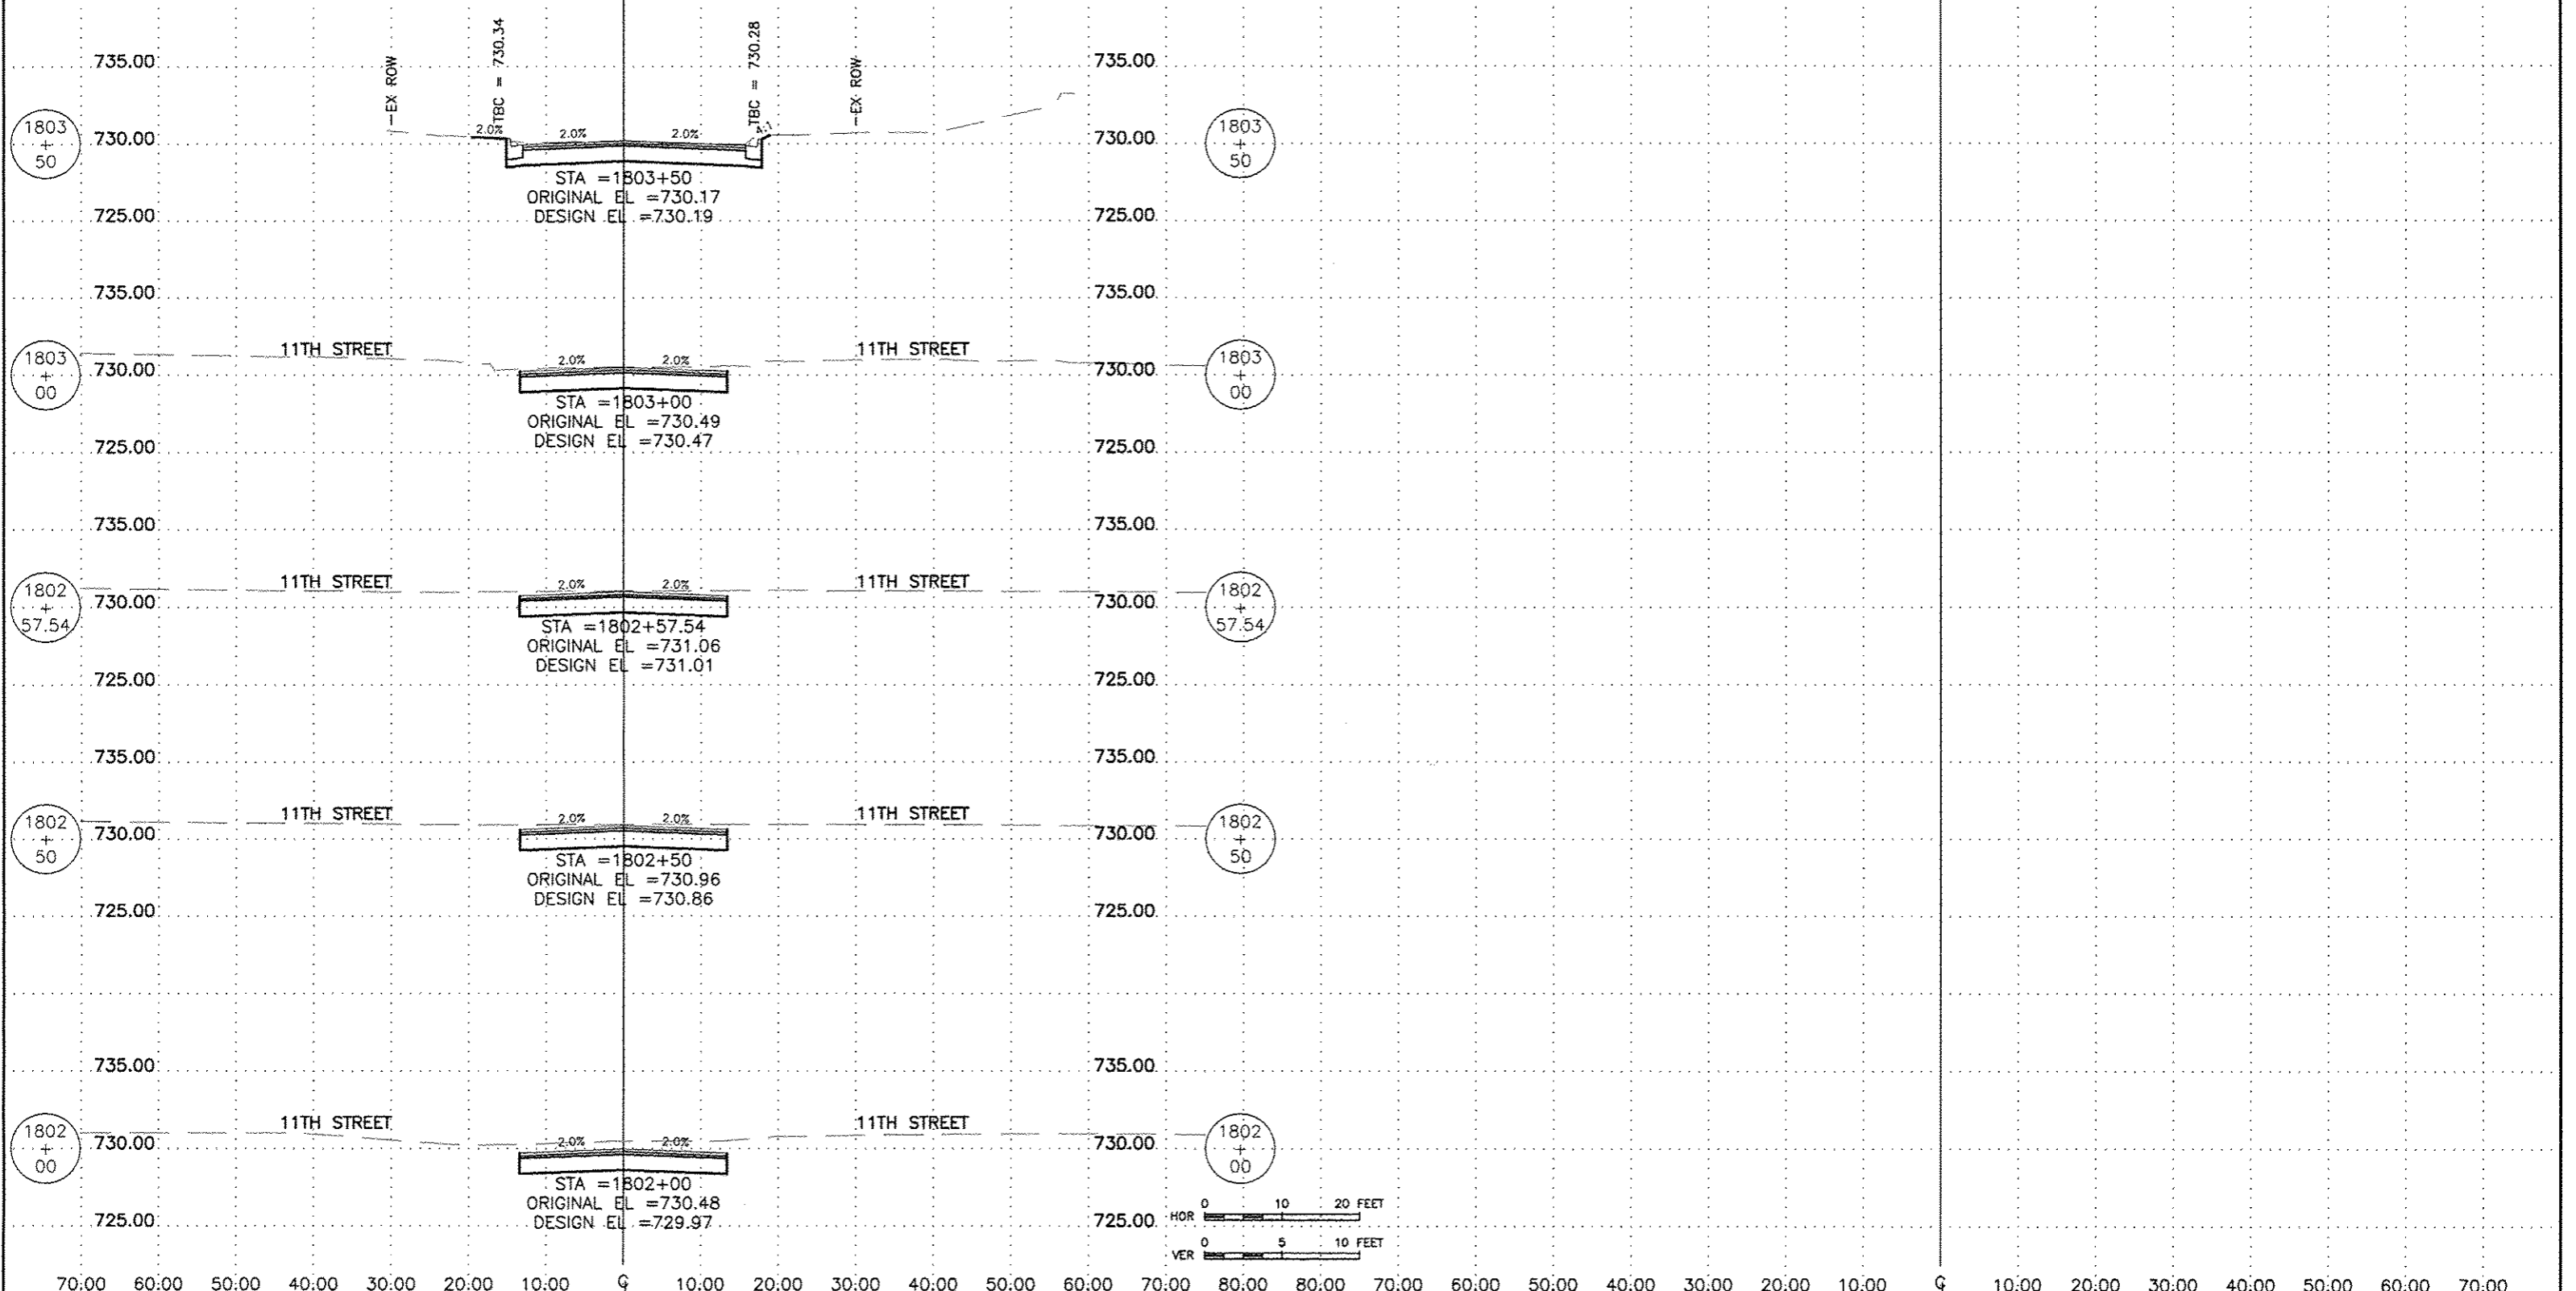 TBC = 730.34
TBC = 730.28
EX ROW
EX ROW
735.00
735.00
1803
+
50
730.00
2.0%
2.0%
2.0%
4:1
730.00
1803
+
50
STA =1803+50
ORIGINAL EL =730.17
DESIGN EL =730.19
725.00
725.00
735.00
735.00
1803
+
00
11TH STREET
730.00
2.0%
2.0%
11TH STREET
730.00
1803
+
00
STA =1803+00
ORIGINAL EL =730.49
DESIGN EL =730.47
725.00
725.00
735.00
735.00
1802
+
57.54
11TH STREET
730.00
2.0%
2.0%
11TH STREET
730.00
1802
+
57.54
STA =1802+57.54
ORIGINAL EL =731.06
DESIGN EL =731.01
725.00
725.00
735.00
735.00
1802
+
50
11TH STREET
730.00
2.0%
2.0%
11TH STREET
730.00
1802
+
50
STA =1802+50
ORIGINAL EL =730.96
DESIGN EL =730.86
725.00
725.00
735.00
735.00
1802
+
00
11TH STREET
730.00
2.0%
2.0%
11TH STREET
730.00
1802
+
00
STA =1802+00
ORIGINAL EL =730.48
DESIGN EL =729.97
725.00
725.00
HOR 0 10 20 FEET
VER 0 5 10 FEET
70:00 60:00 50:00 40:00 30:00 20:00 10:00 ℄ 10:00 20:00 30:00 40:00 50:00 60:00 70:00 80:00 80:00 70:00 60:00 50:00 40:00 30:00 20:00 10:00 ℄ 10:00 20:00 30:00 40:00 50:00 60:00 70:00